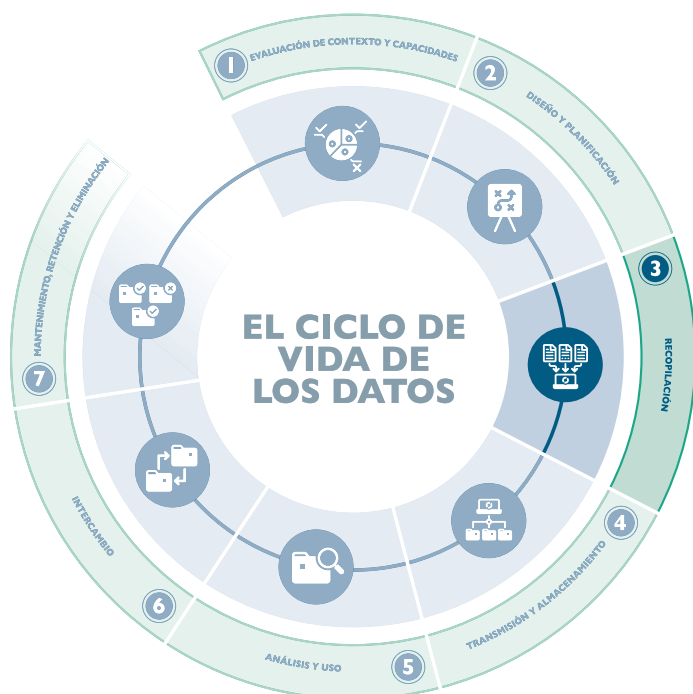 EL CICLO DE
VIDA DE
LOS DATOS
1
EVALUACIÓN DE CONTEXTO Y CAPACIDADES
2
DISEÑO Y PLANIFICACIÓN
3
RECOPILACIÓN
4
TRANSMISIÓN Y ALMACENAMIENTO
5
ANÁLISIS Y USO
6
INTERCAMBIO
7
MANTENIMIENTO, RETENCIÓN Y ELIMINACIÓN